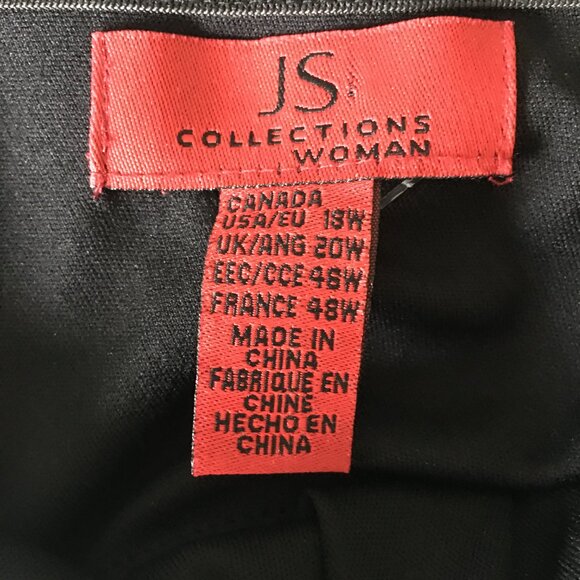 JS
COLLECTIONS
WOMAN
CANADA
USA/EU 18W
UK/ANG 20W
EEC/CCE 46W
FRANCE 48W
MADE IN
CHINA
FABRIQUE EN
CHINE
HECHO EN
CHINA